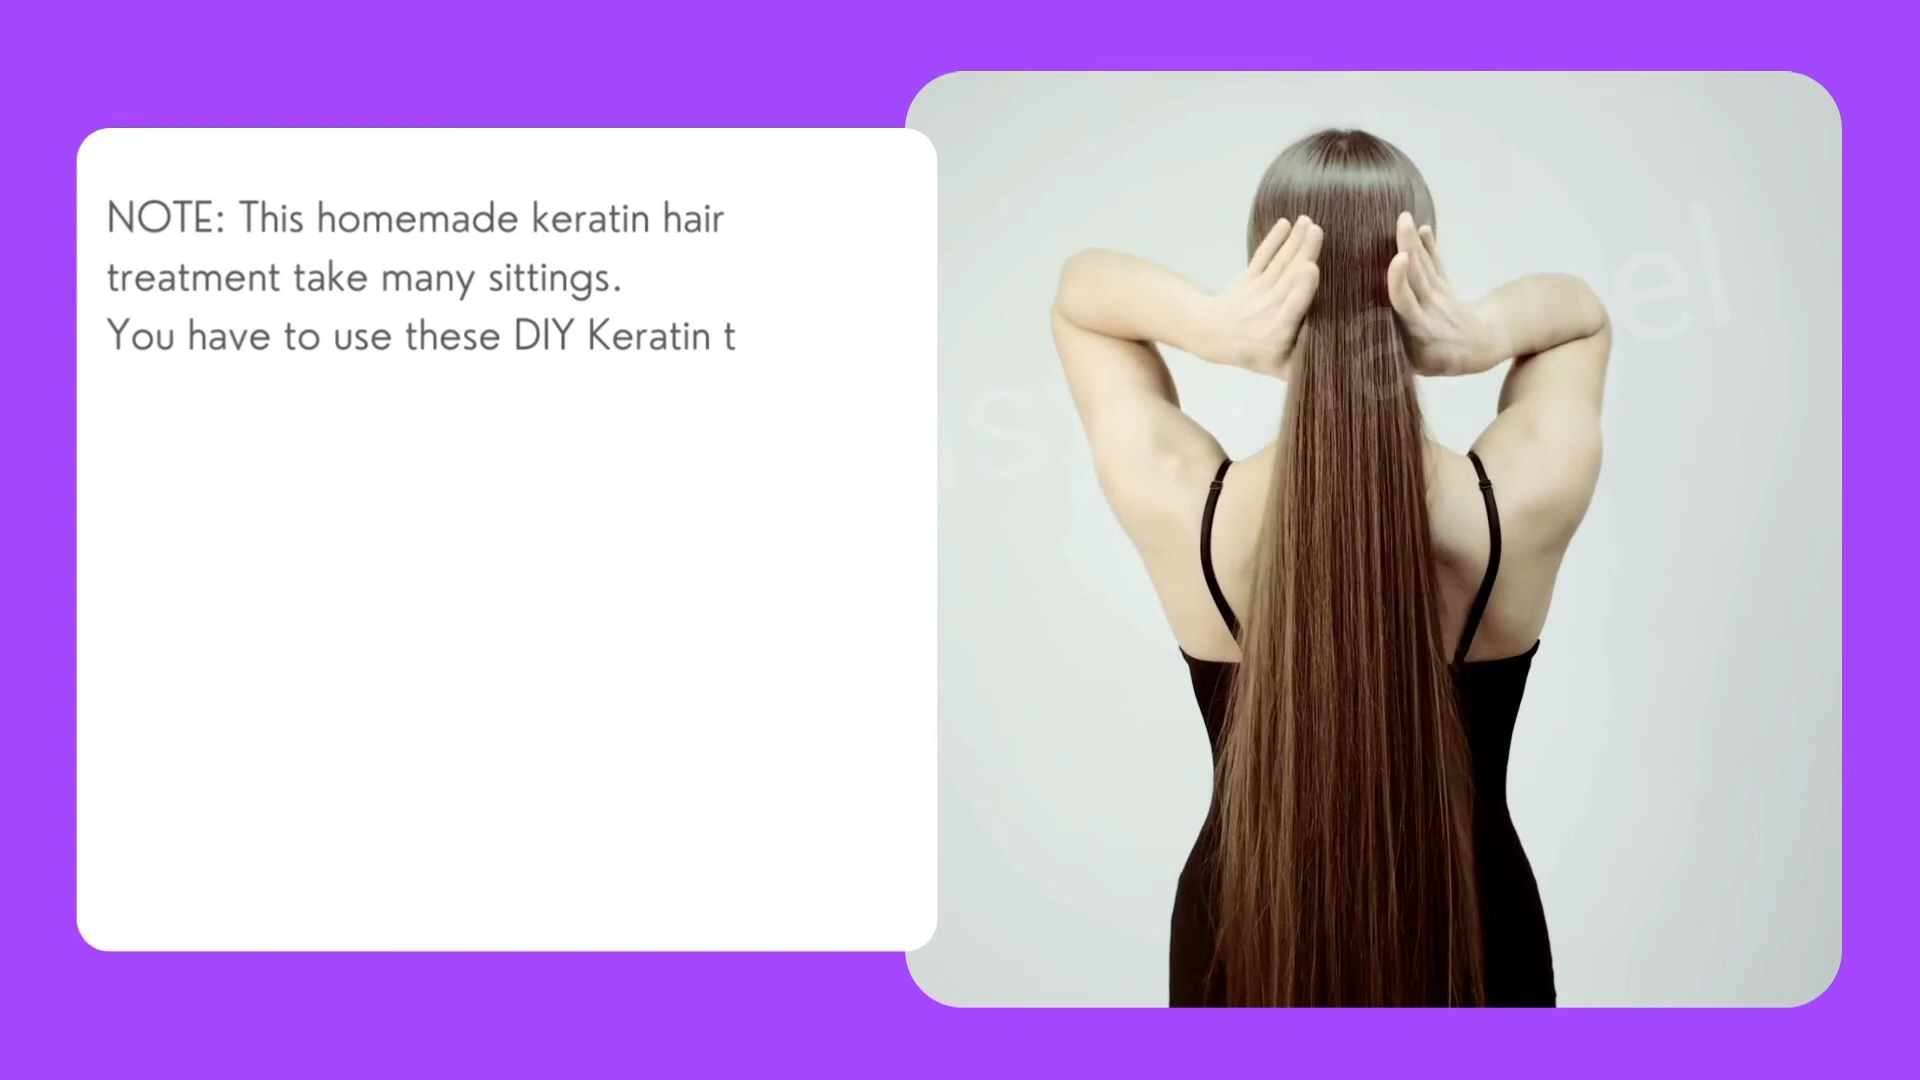 NOTE: This homemade keratin hair
treatment take many sittings.
You have to use these DIY Keratin t